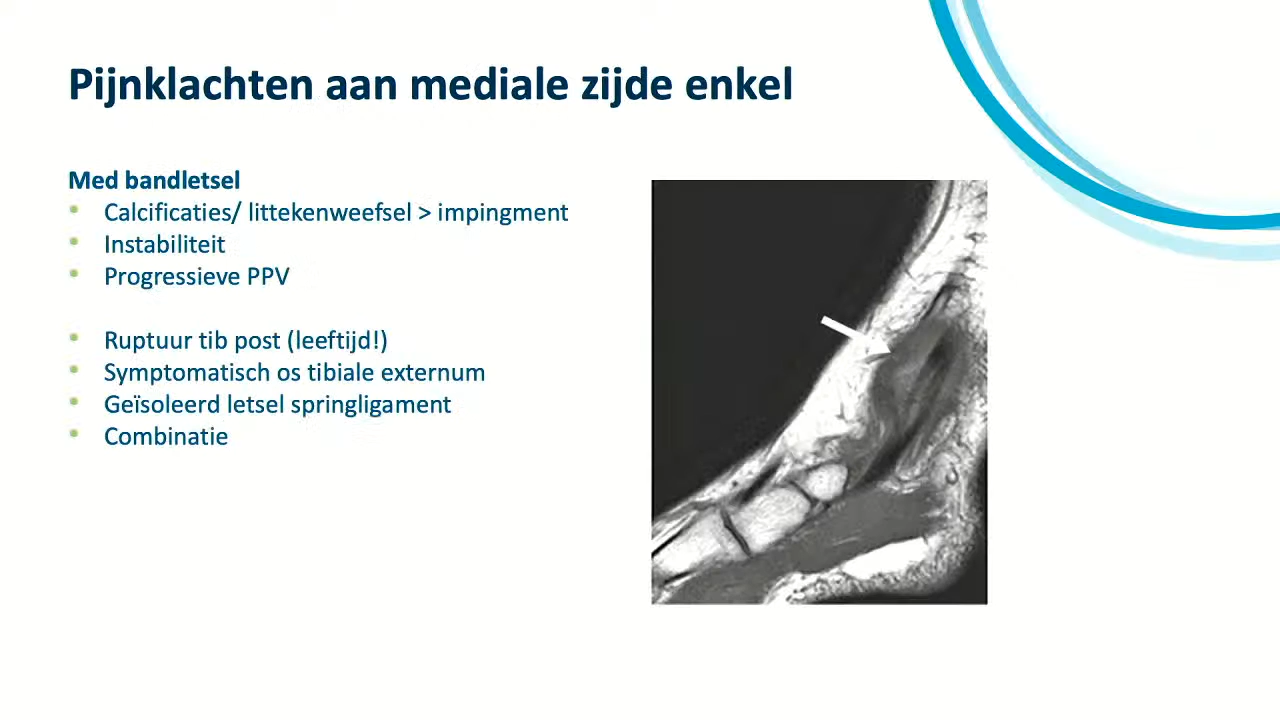 Pijnklachten aan mediale zijde enkel
Med bandletsel
• Calcificaties/ littekenweefsel > impingment
• Instabiliteit
• Progressieve PPV
• Ruptuur tib post (leeftijd!)
• Symptomatisch os tibiale externum
• Geïsoleerd letsel springligament
• Combinatie